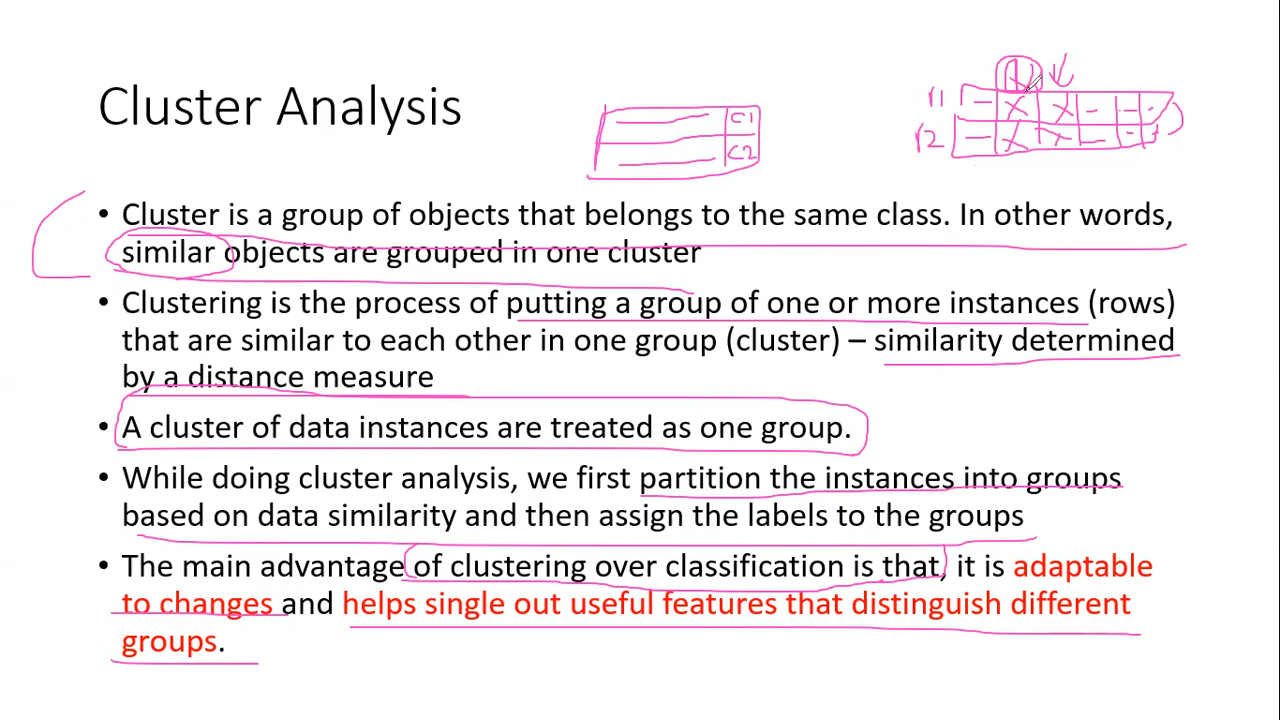 Cluster Analysis
C1
C2
r1
r2
• Cluster is a group of objects that belongs to the same class. In other words,
similar objects are grouped in one cluster
• Clustering is the process of putting a group of one or more instances (rows)
that are similar to each other in one group (cluster) – similarity determined
by a distance measure
• A cluster of data instances are treated as one group.
• While doing cluster analysis, we first partition the instances into groups
based on data similarity and then assign the labels to the groups
• The main advantage of clustering over classification is that, it is adaptable
to changes and helps single out useful features that distinguish different
groups.